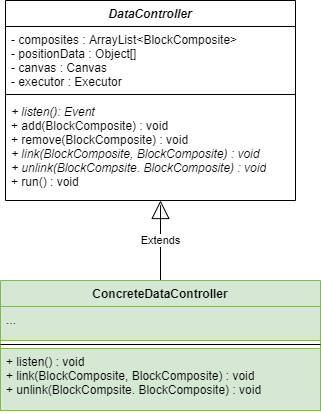 DataController
- composites : ArrayList<BlockComposite>
- positionData : Object[]
- canvas : Canvas
- executor : Executor
+ listen(): Event
+ add(BlockComposite) : void
+ remove(BlockComposite) : void
+ link(BlockComposite, BlockComposite) : void
+ unlink(BlockCompsite. BlockComposite) : void
+ run() : void
Extends
ConcreteDataController
...
+ listen() : void
+ link(BlockComposite, BlockComposite) : void
+ unlink(BlockCompsite. BlockComposite) : void